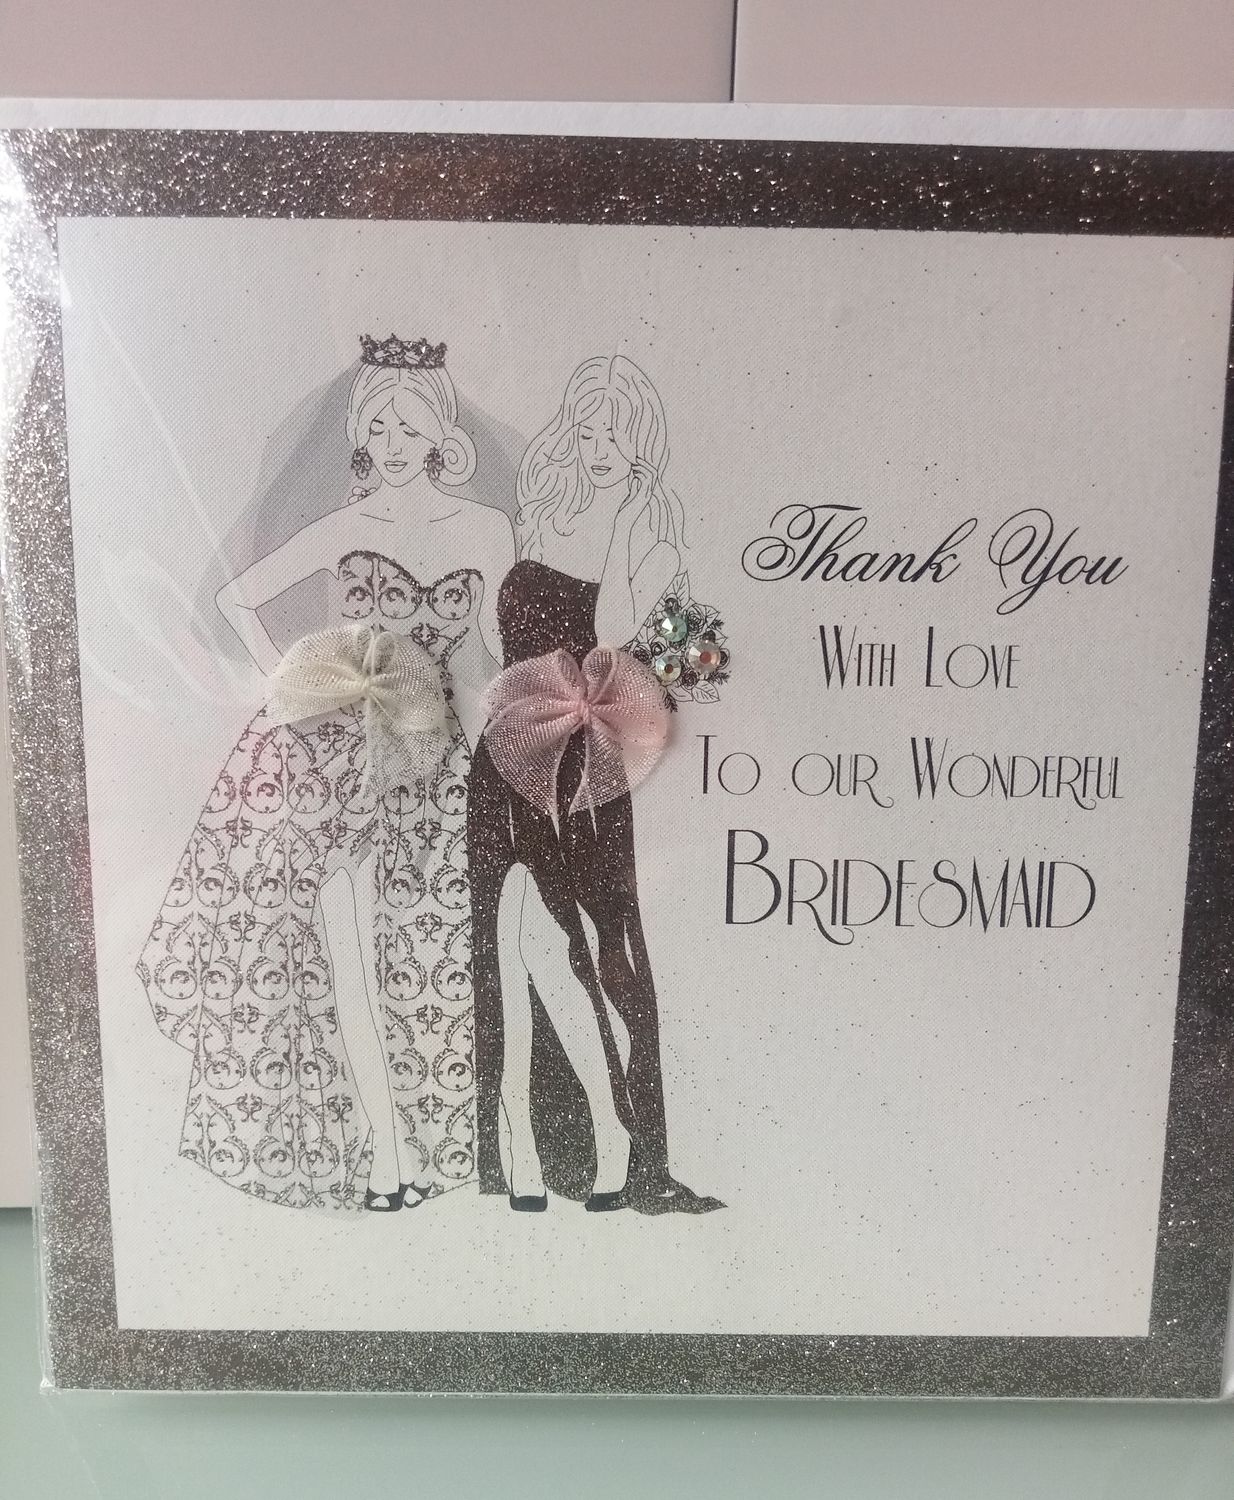 Thank You
With Love
To our Wonderful
Bridesmaid